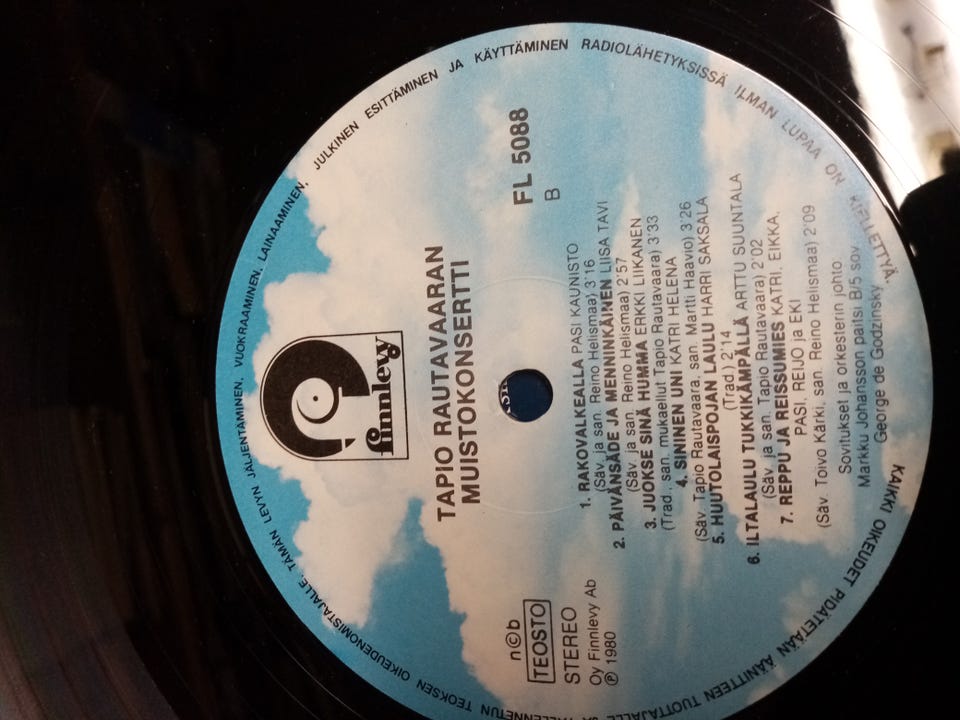 finnlevy
TAPIO RAUTAVAARAN
MUISTOKONSERTTI
n©b
TEOSTO
STEREO
Oy Finnlevy Ab
℗ 1980
FL 5088
B
1. RAKOVALKEALLA PASI KAUNISTO
(Säv. ja san. Reino Helismaa) 3'16
2. PÄIVÄNSÄDE JA MENINKÄINEN LIISA TAVI
(Säv. ja san. Reino Helismaa) 2'57
3. JUOKSE SINÄ HUMMA ERKKI LIIKANEN
(Trad. san. mukaellut Tapio Rautavaara) 3'33
4. SININEN UNI KATRI HELENA
(Säv. Tapio Rautavaara, san. Martti Haavio) 3'26
5. HUUTOLAISPOJAN LAULU HARRI SAKSALA
(Trad.) 2'14
6. ILTALAULU TUKKIKÄMPÄLLÄ ARTTU SUUNTALA
(Säv. ja san. Tapio Rautavaara) 2'02
7. REPPU JA REISSUMIES KATRI, EIKKA,
PASI, REIJO ja EKI
(Säv. Toivo Kärki, san. Reino Helismaa) 2'09
Sovitukset ja orkesterin johto,
Markku Johansson paitsi B/5 sov.
George de Godzinsky
KAIKKI OIKEUDET PIDÄTETÄÄN ÄÄNITTEEN TUOTTAJALLE TALLENNETUN TEOKSEN OIKEUDENOMISTAJALLE. TÄMÄN LEVYN JÄLJENTÄMINEN, VUOKRAAMINEN, LAINAAMINEN, JULKINEN ESITTÄMINEN JA KÄYTTÄMINEN RADIOLÄHETYKSISSÄ ILMAN LUPAA ON